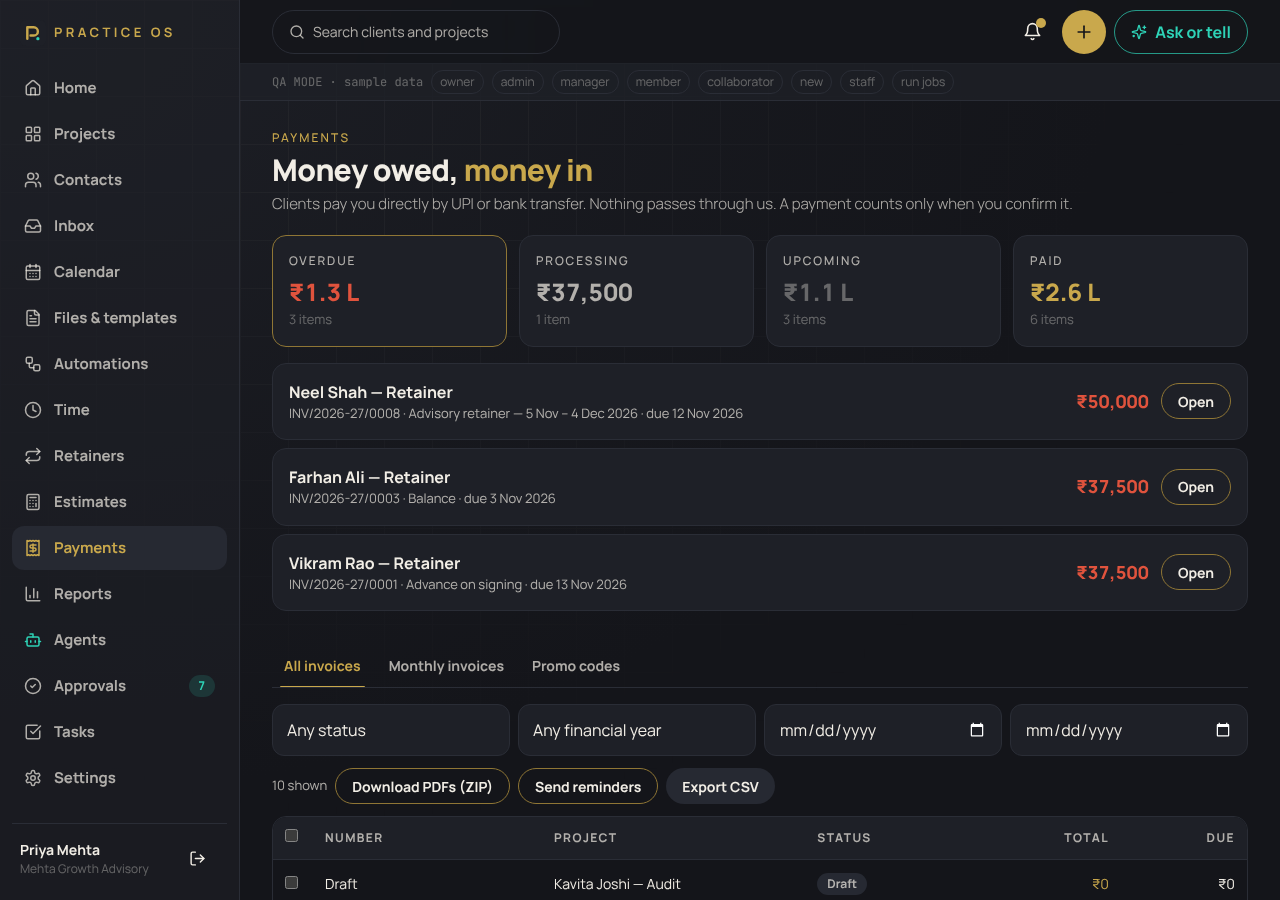 PRACTICE OS
Home
Projects
Contacts
Inbox
Calendar
Files & templates
Automations
Time
Retainers
Estimates
Payments
Reports
Agents
Approvals 7
Tasks
Settings
Priya Mehta
Mehta Growth Advisory
Search clients and projects
Ask or tell
QA MODE · sample data owner admin manager member collaborator new staff run jobs
PAYMENTS
Money owed, money in
Clients pay you directly by UPI or bank transfer. Nothing passes through us. A payment counts only when you confirm it.
OVERDUE
₹1.3 L
3 items
PROCESSING
₹37,500
1 item
UPCOMING
₹1.1 L
3 items
PAID
₹2.6 L
6 items
Neel Shah — Retainer
INV/2026-27/0008 · Advisory retainer — 5 Nov – 4 Dec 2026 · due 12 Nov 2026
₹50,000 Open
Farhan Ali — Retainer
INV/2026-27/0003 · Balance · due 3 Nov 2026
₹37,500 Open
Vikram Rao — Retainer
INV/2026-27/0001 · Advance on signing · due 13 Nov 2026
₹37,500 Open
All invoices Monthly invoices Promo codes
Any status Any financial year mm/dd/yyyy mm/dd/yyyy
10 shown Download PDFs (ZIP) Send reminders Export CSV
NUMBER PROJECT STATUS TOTAL DUE
Draft Kavita Joshi — Audit Draft ₹0 ₹0